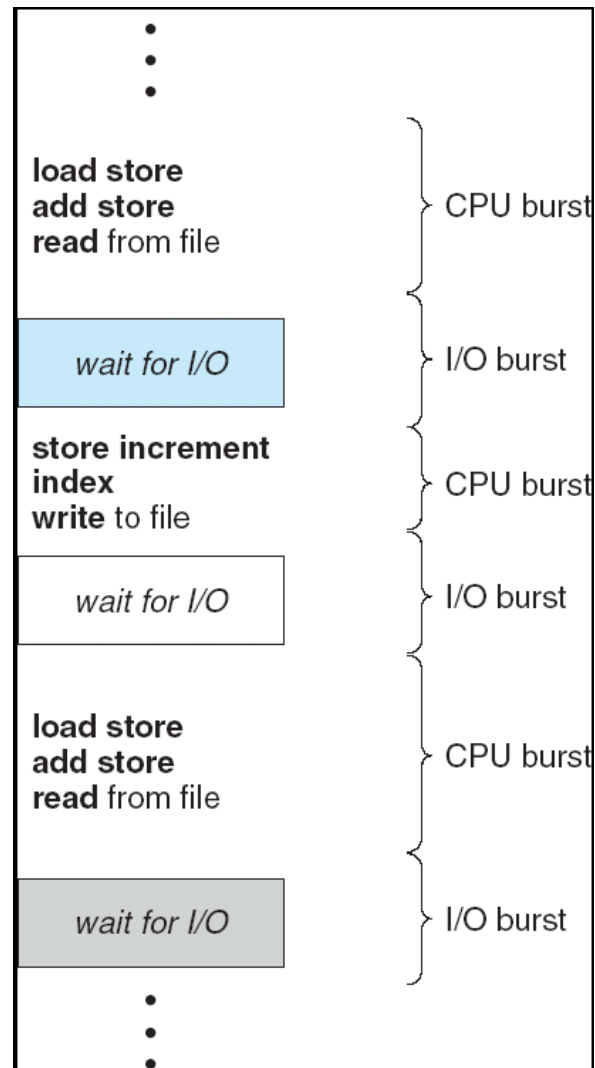 load store
add store
read from file
CPU burst
wait for I/O
I/O burst
store increment
index
write to file
CPU burst
wait for I/O
I/O burst
load store
add store
read from file
CPU burst
wait for I/O
I/O burst